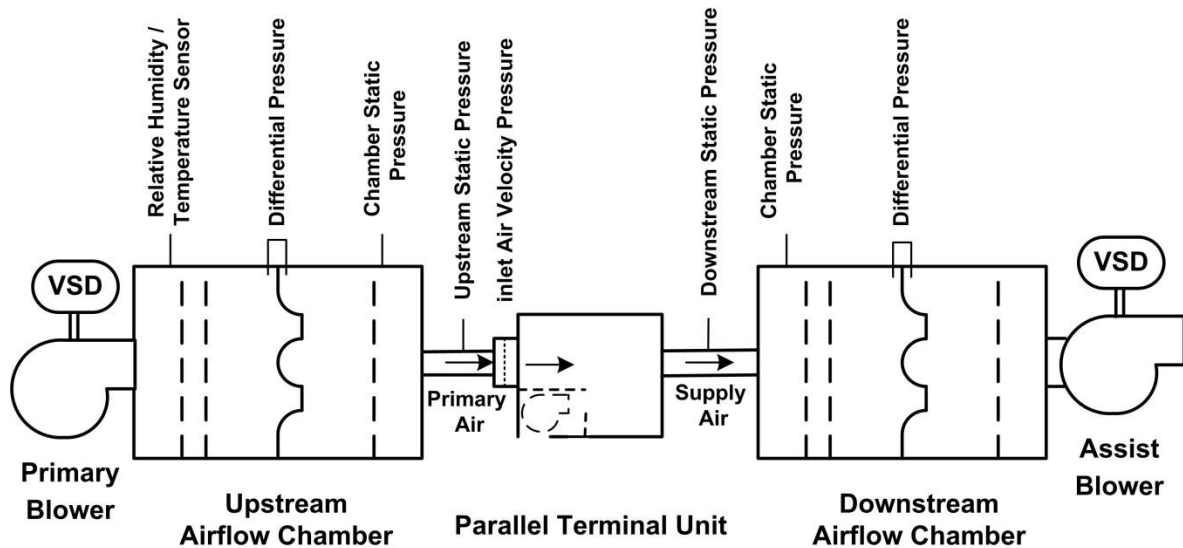 Relative Humidity /
Temperature Sensor
Differential Pressure
Chamber Static
Pressure
Upstream Static Pressure
inlet Air Velocity Pressure
Downstream Static Pressure
Chamber Static
Pressure
Differential Pressure
VSD
VSD
Primary
Air
Supply
Air
Primary
Blower
Upstream
Airflow Chamber
Parallel Terminal Unit
Downstream
Airflow Chamber
Assist
Blower